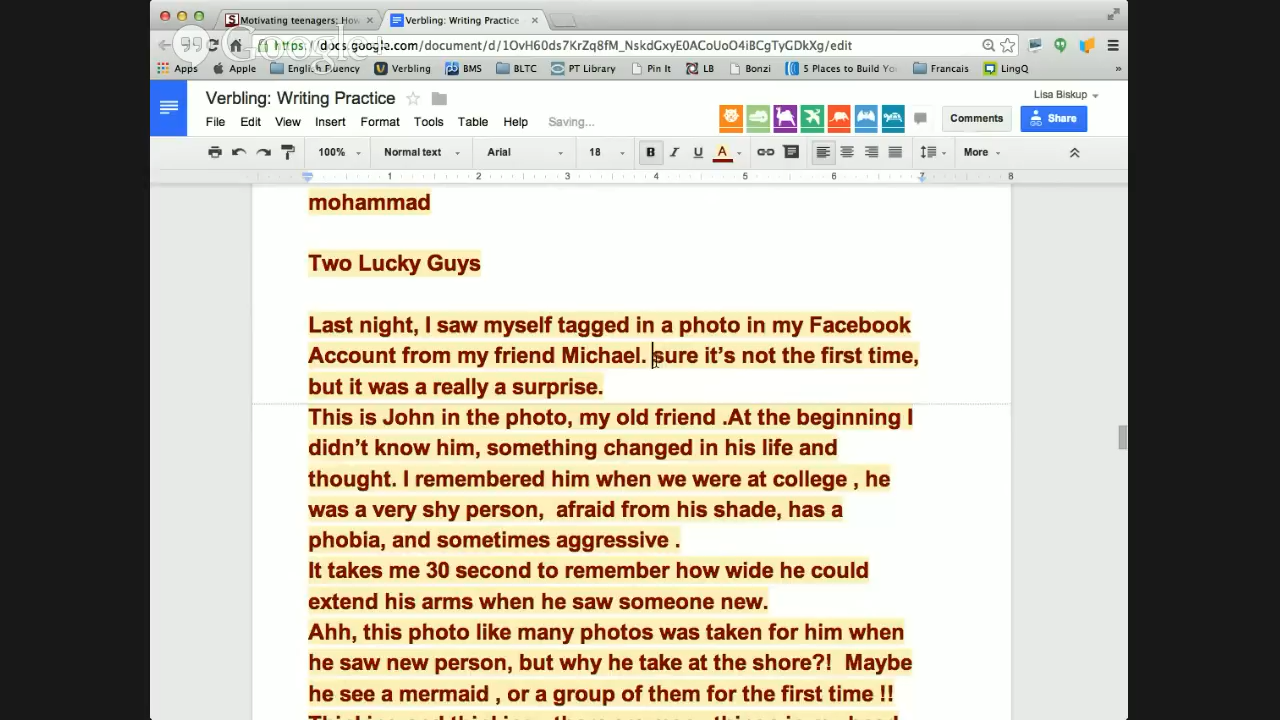 Motivating teenagers: How
Verbling: Writing Practice
Google+
https://docs.google.com/document/d/1OvH60ds7KrZq8fM_NskdGxyE0ACoUoO4iBCgTyGDkXg/edit
Apps Apple English Fluency Verbling BMS BLTC PT Library Pin It LB Bonzi 5 Places to Build Yo Francais LingQ »
Verbling: Writing Practice
Lisa Biskup
File Edit View Insert Format Tools Table Help Saving...
Comments Share
100% Normal text Arial 18 B I U A More
1 2 3 4 5 6 7 8
mohammad
Two Lucky Guys
Last night, I saw myself tagged in a photo in my Facebook
Account from my friend Michael. sure it’s not the first time,
but it was a really a surprise.
This is John in the photo, my old friend .At the beginning I
didn’t know him, something changed in his life and
thought. I remembered him when we were at college , he
was a very shy person,  afraid from his shade, has a
phobia, and sometimes aggressive .
It takes me 30 second to remember how wide he could
extend his arms when he saw someone new.
Ahh, this photo like many photos was taken for him when
he saw new person, but why he take at the shore?!  Maybe
he see a mermaid , or a group of them for the first time !!